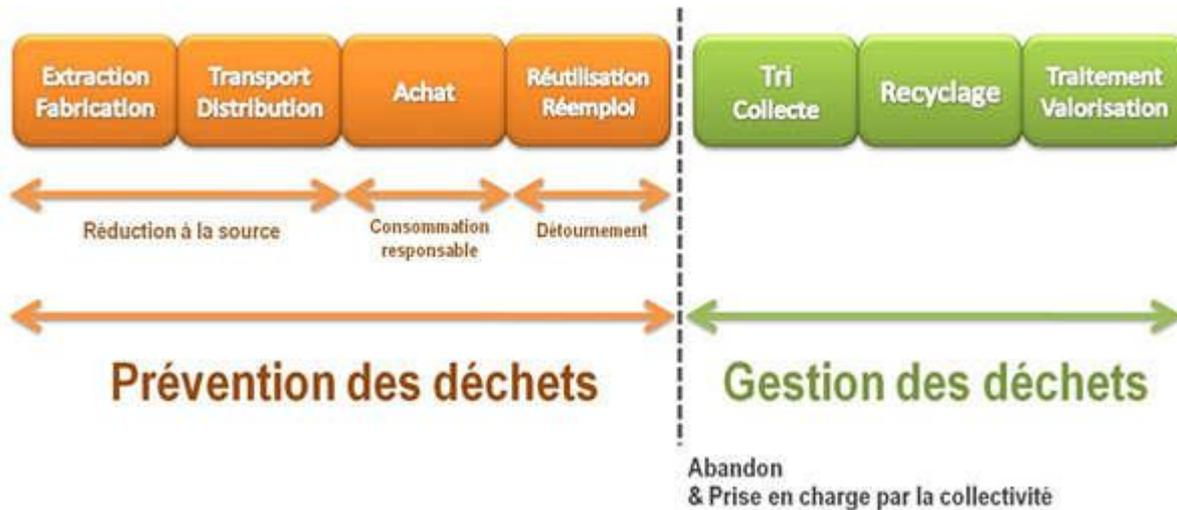 Extraction
Fabrication
Transport
Distribution
Achat
Réutilisation
Réemploi
Tri
Collecte
Recyclage
Traitement
Valorisation
Réduction à la source
Consommation
responsable
Détournement
Prévention des déchets
Gestion des déchets
Abandon
& Prise en charge par la collectivité